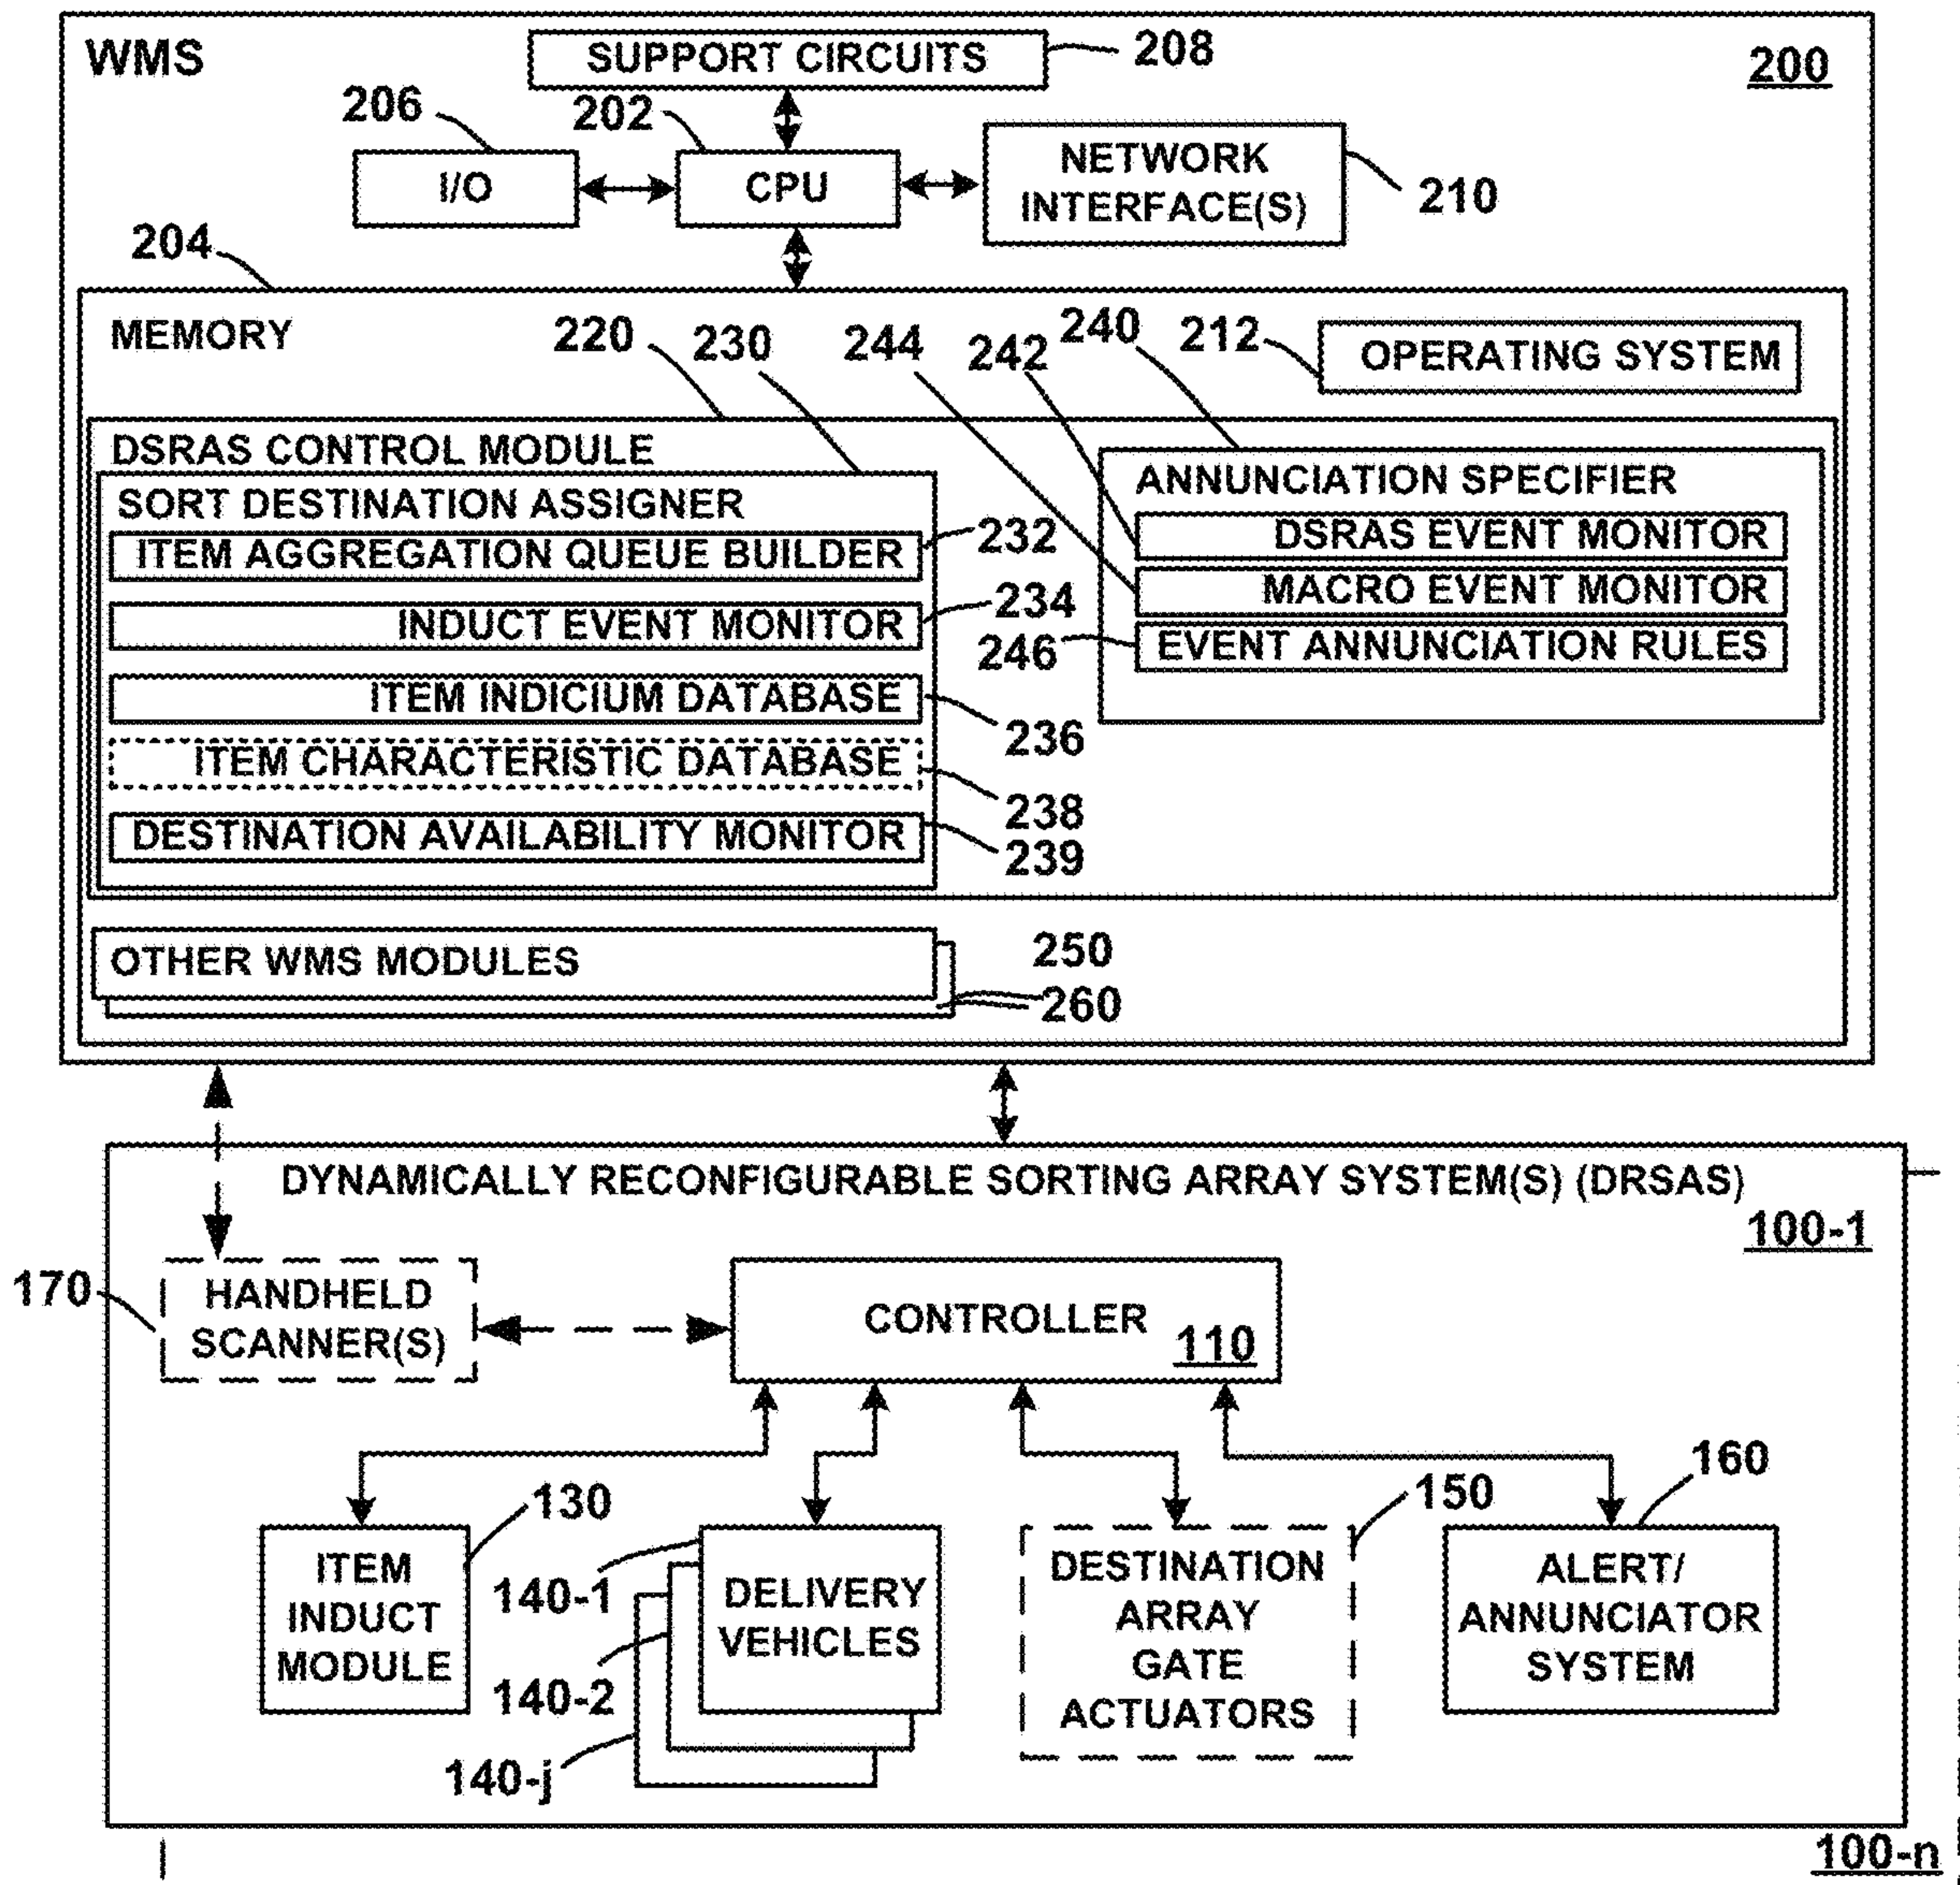 WMS
SUPPORT CIRCUITS
208
200
206
202
I/O
CPU
NETWORK
INTERFACE(S)
210
204
MEMORY
220
230
244
242
240
212
OPERATING SYSTEM
DSRAS CONTROL MODULE
SORT DESTINATION ASSIGNER
ITEM AGGREGATION QUEUE BUILDER
232
INDUCT EVENT MONITOR
234
ITEM INDICIUM DATABASE
236
ITEM CHARACTERISTIC DATABASE
238
DESTINATION AVAILABILITY MONITOR
239
ANNUNCIATION SPECIFIER
DSRAS EVENT MONITOR
MACRO EVENT MONITOR
246
EVENT ANNUNCIATION RULES
OTHER WMS MODULES
250
260
DYNAMICALLY RECONFIGURABLE SORTING ARRAY SYSTEM(S) (DRSAS)
100-1
170
HANDHELD
SCANNER(S)
CONTROLLER
110
130
ITEM
INDUCT
MODULE
140-1
140-2
140-j
DELIVERY
VEHICLES
150
DESTINATION
ARRAY
GATE
ACTUATORS
160
ALERT/
ANNUNCIATOR
SYSTEM
100-n